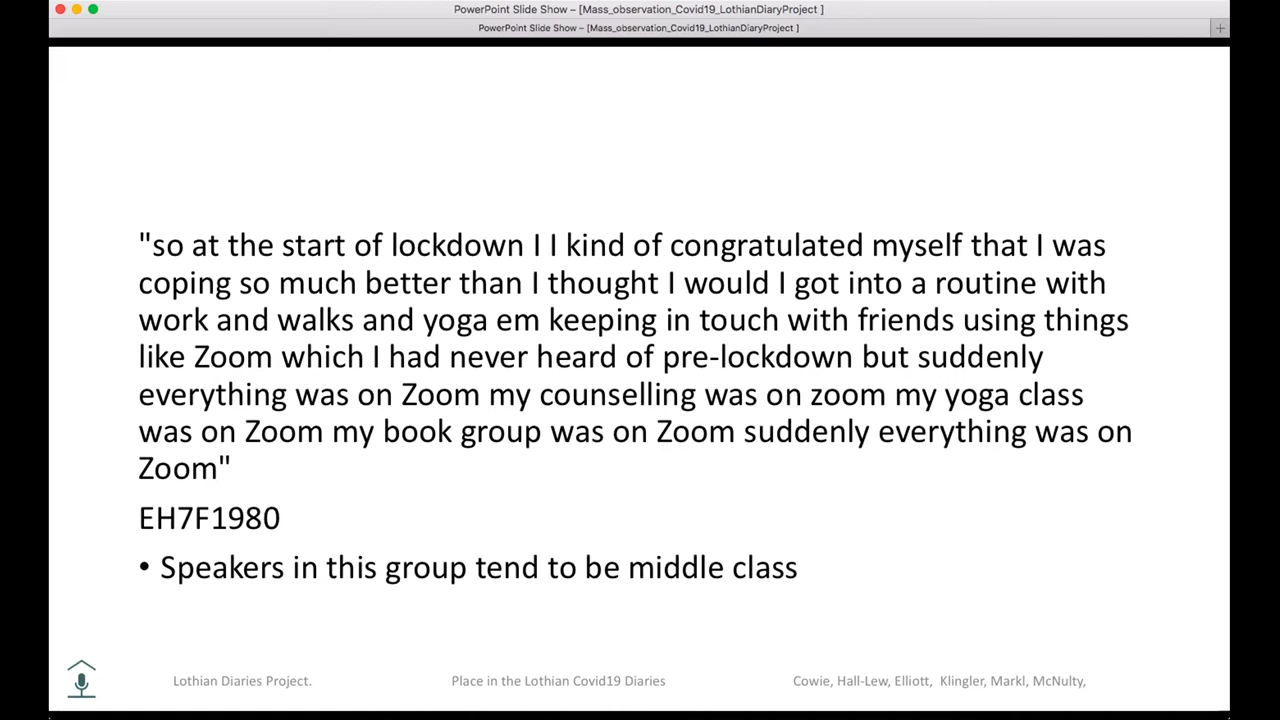 PowerPoint Slide Show – [Mass_observation_Covid19_LothianDiaryProject ]
PowerPoint Slide Show – [Mass_observation_Covid19_LothianDiaryProject ]
"so at the start of lockdown I I kind of congratulated myself that I was
coping so much better than I thought I would I got into a routine with
work and walks and yoga em keeping in touch with friends using things
like Zoom which I had never heard of pre-lockdown but suddenly
everything was on Zoom my counselling was on zoom my yoga class
was on Zoom my book group was on Zoom suddenly everything was on
Zoom"
EH7F1980
• Speakers in this group tend to be middle class
Lothian Diaries Project. Place in the Lothian Covid19 Diaries Cowie, Hall-Lew, Elliott, Klingler, Markl, McNulty,